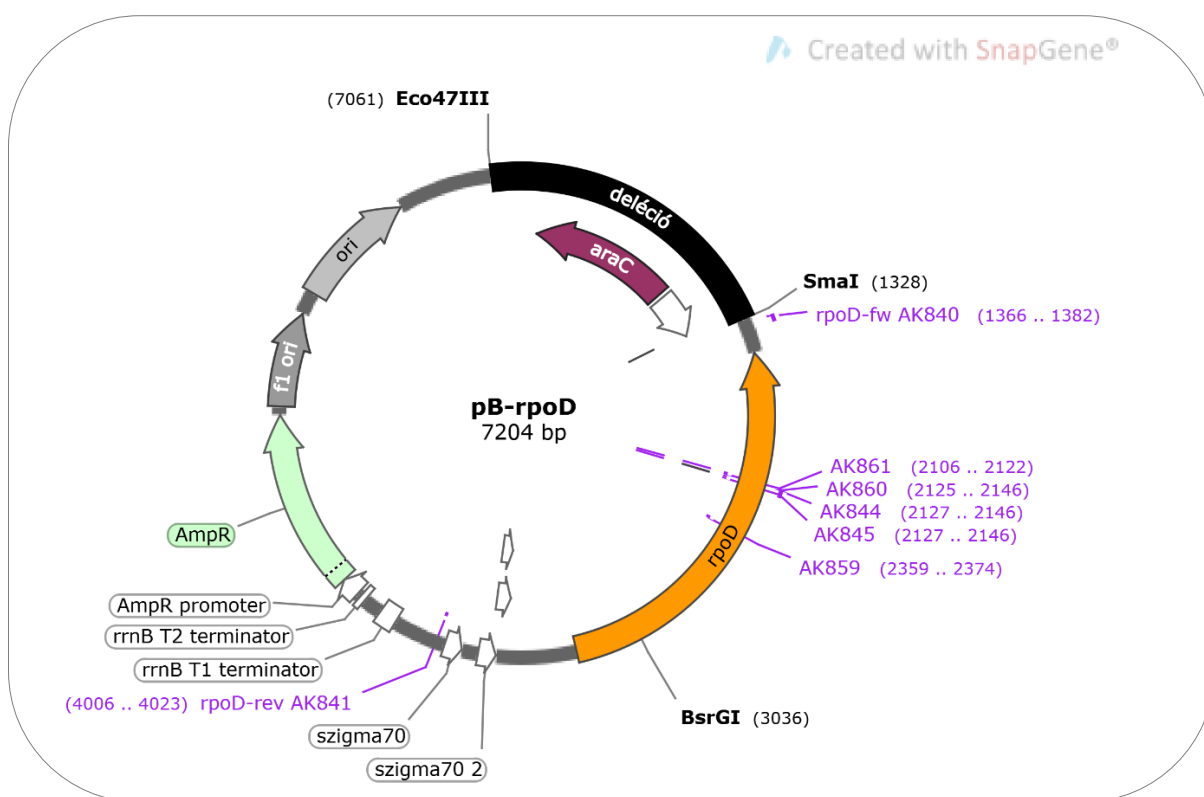 Created with SnapGene®
(7061) Eco47III
deléció
araC
ori
SmaI (1328)
rpoD-fw AK840 (1366 .. 1382)
f1 ori
pB-rpoD
7204 bp
AK861 (2106 .. 2122)
AK860 (2125 .. 2146)
AK844 (2127 .. 2146)
AK845 (2127 .. 2146)
AK859 (2359 .. 2374)
rpoD
AmpR
AmpR promoter
rrnB T2 terminator
rrnB T1 terminator
(4006 .. 4023) rpoD-rev AK841
BsrGI (3036)
szigma70
szigma70 2